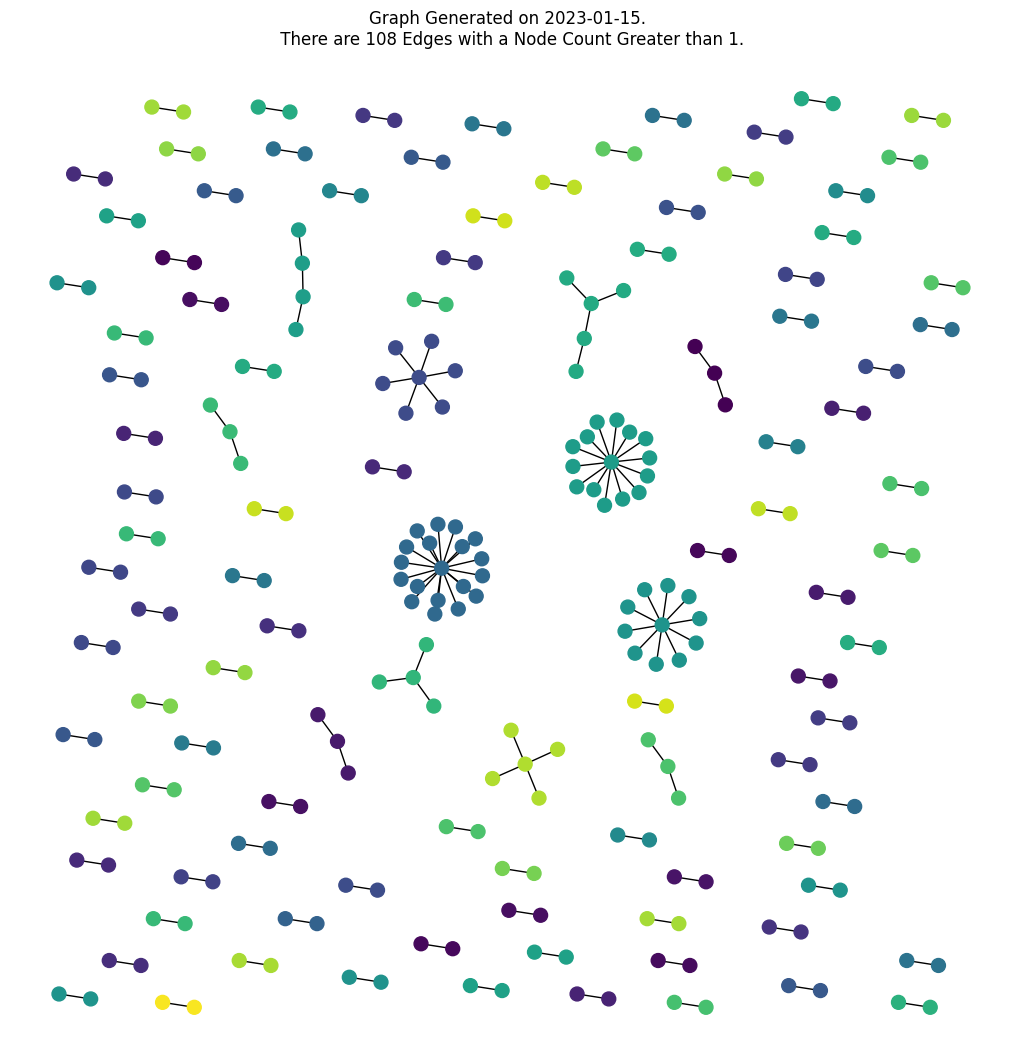 Graph Generated on 2023-01-15.
There are 108 Edges with a Node Count Greater than 1.